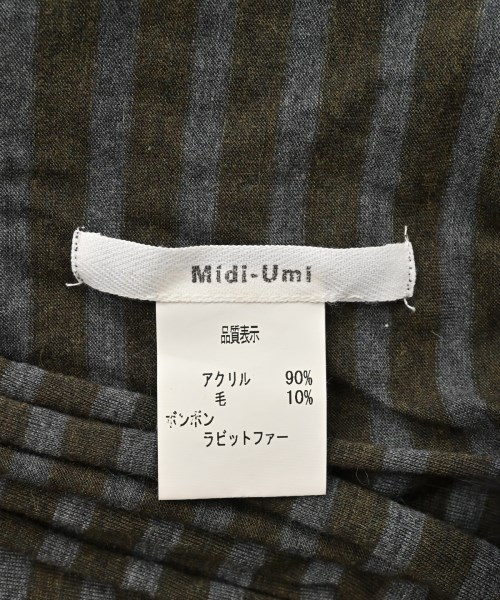 Midi-Umi
品質表示
アクリル 90%
毛 10%
ボンボン
ラビットファー